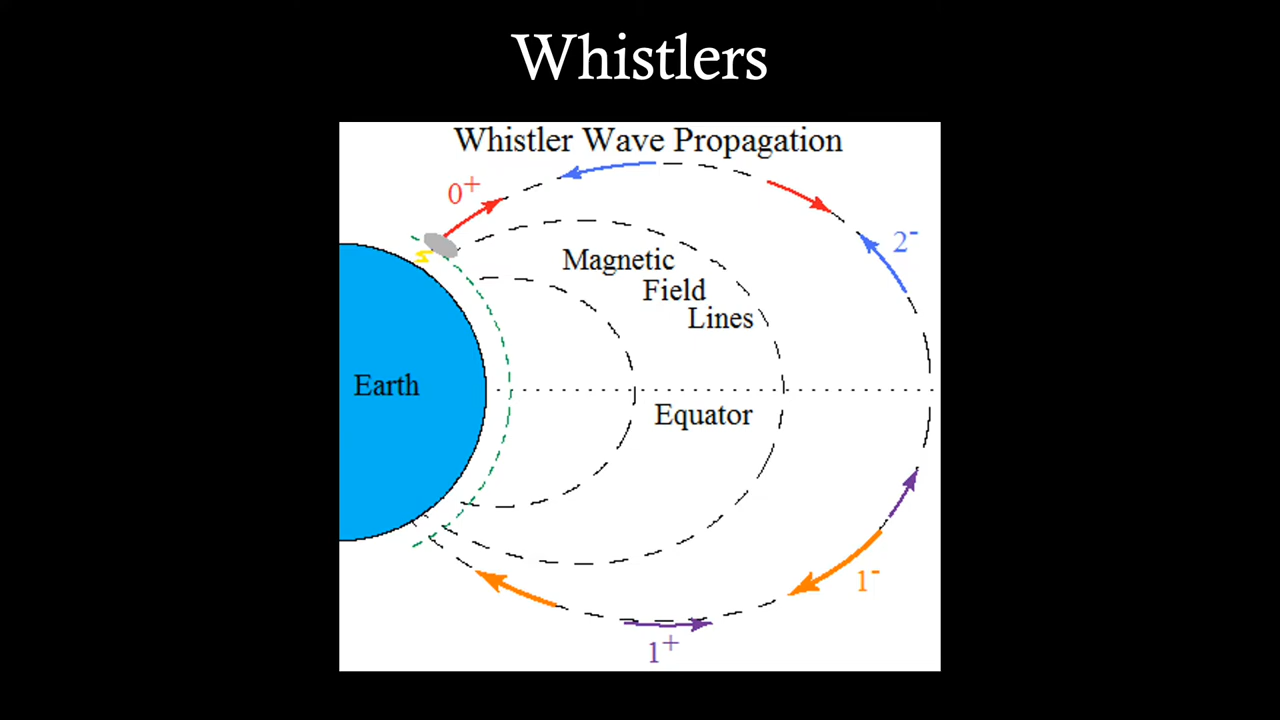 Whistlers
Whistler Wave Propagation
0+
2-
Magnetic
Field
Lines
Earth
Equator
1-
1+